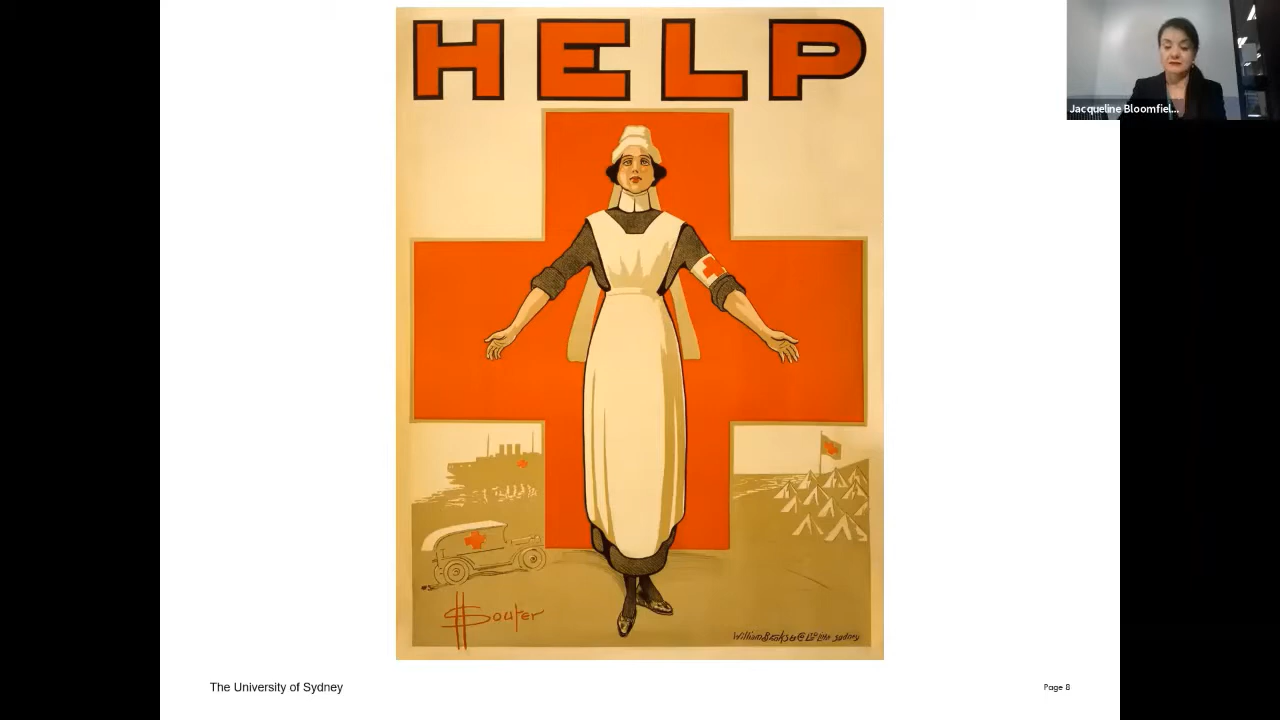 HELP
Jacqueline Bloomfiel...
Souter
William Brooks & Co Ltd Litho Sydney
The University of Sydney
Page 8